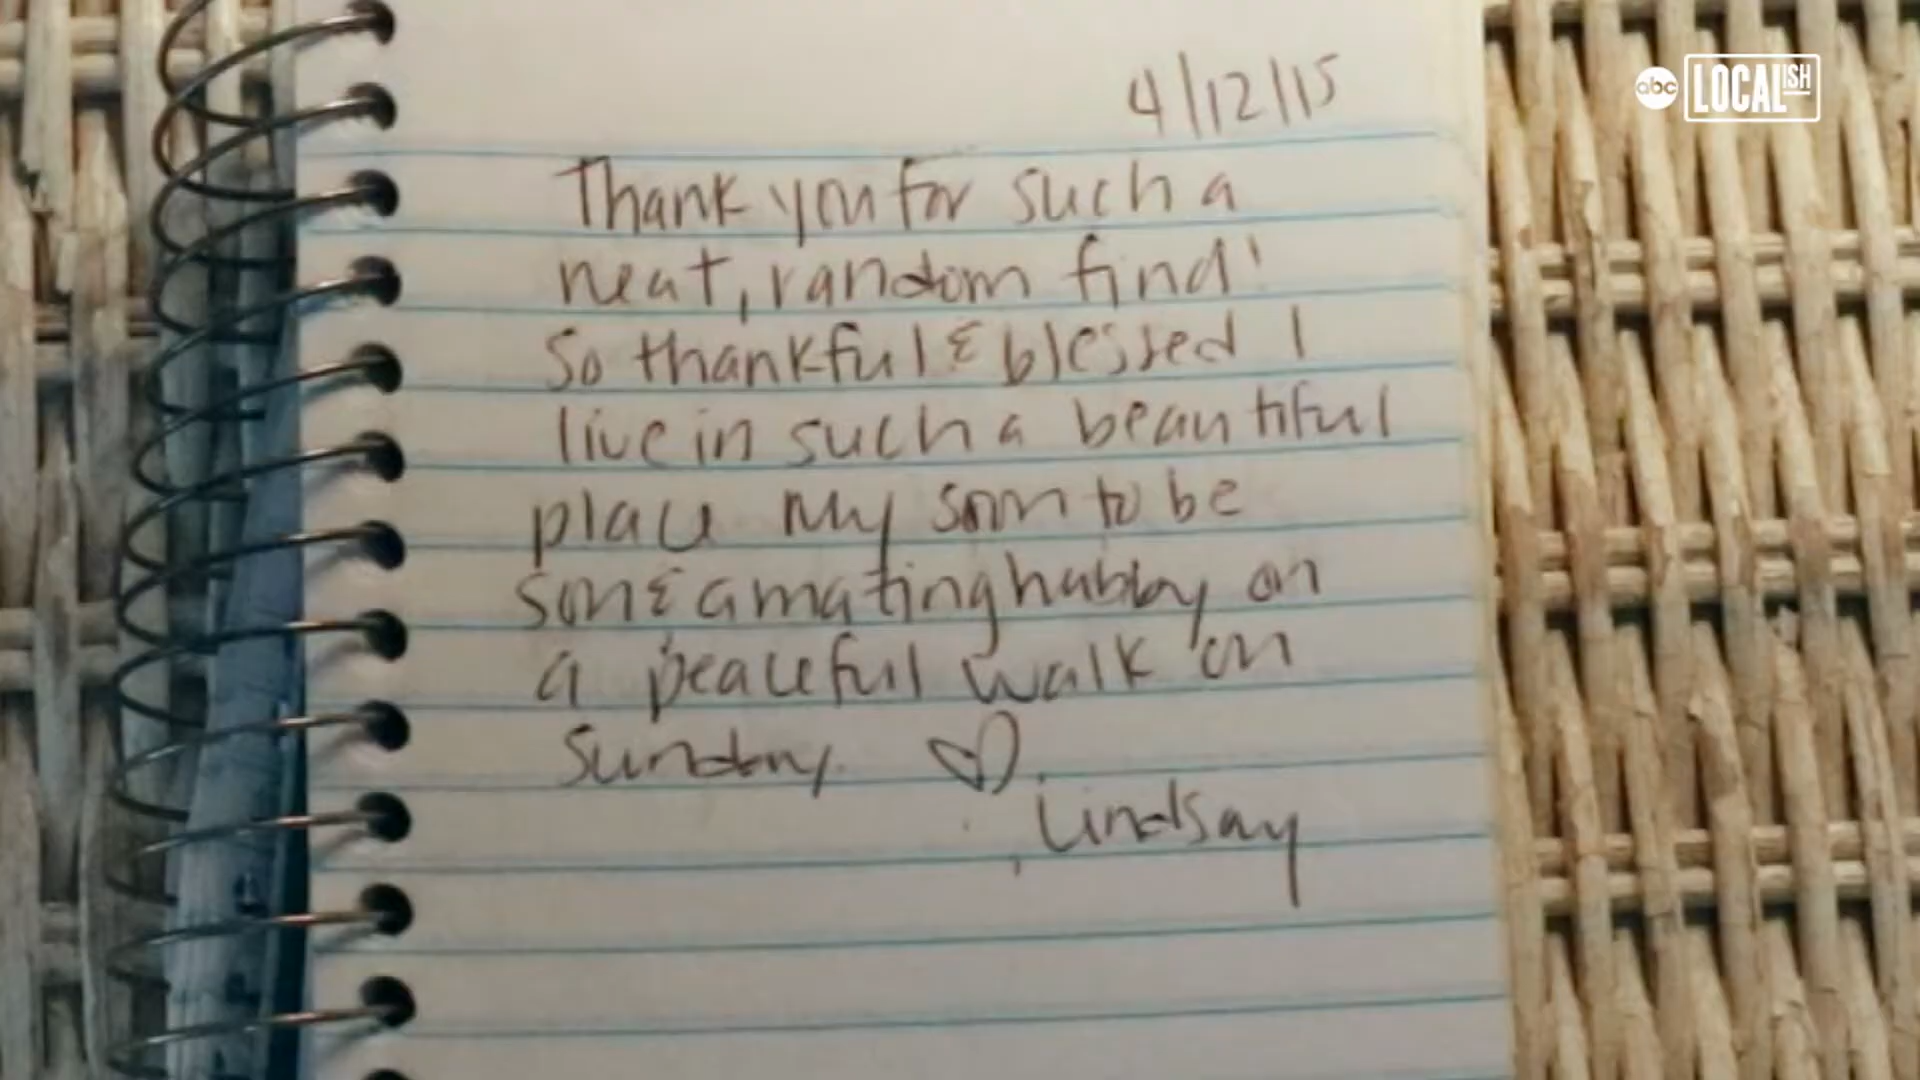 4/12/15
abc LOCALISH
Thank you for such a
neat, random find!
So thankful & blessed I
live in such a beautiful
place my soon to be
son & amazing hubby on
a peaceful walk on
Sunday ♡
Lindsay